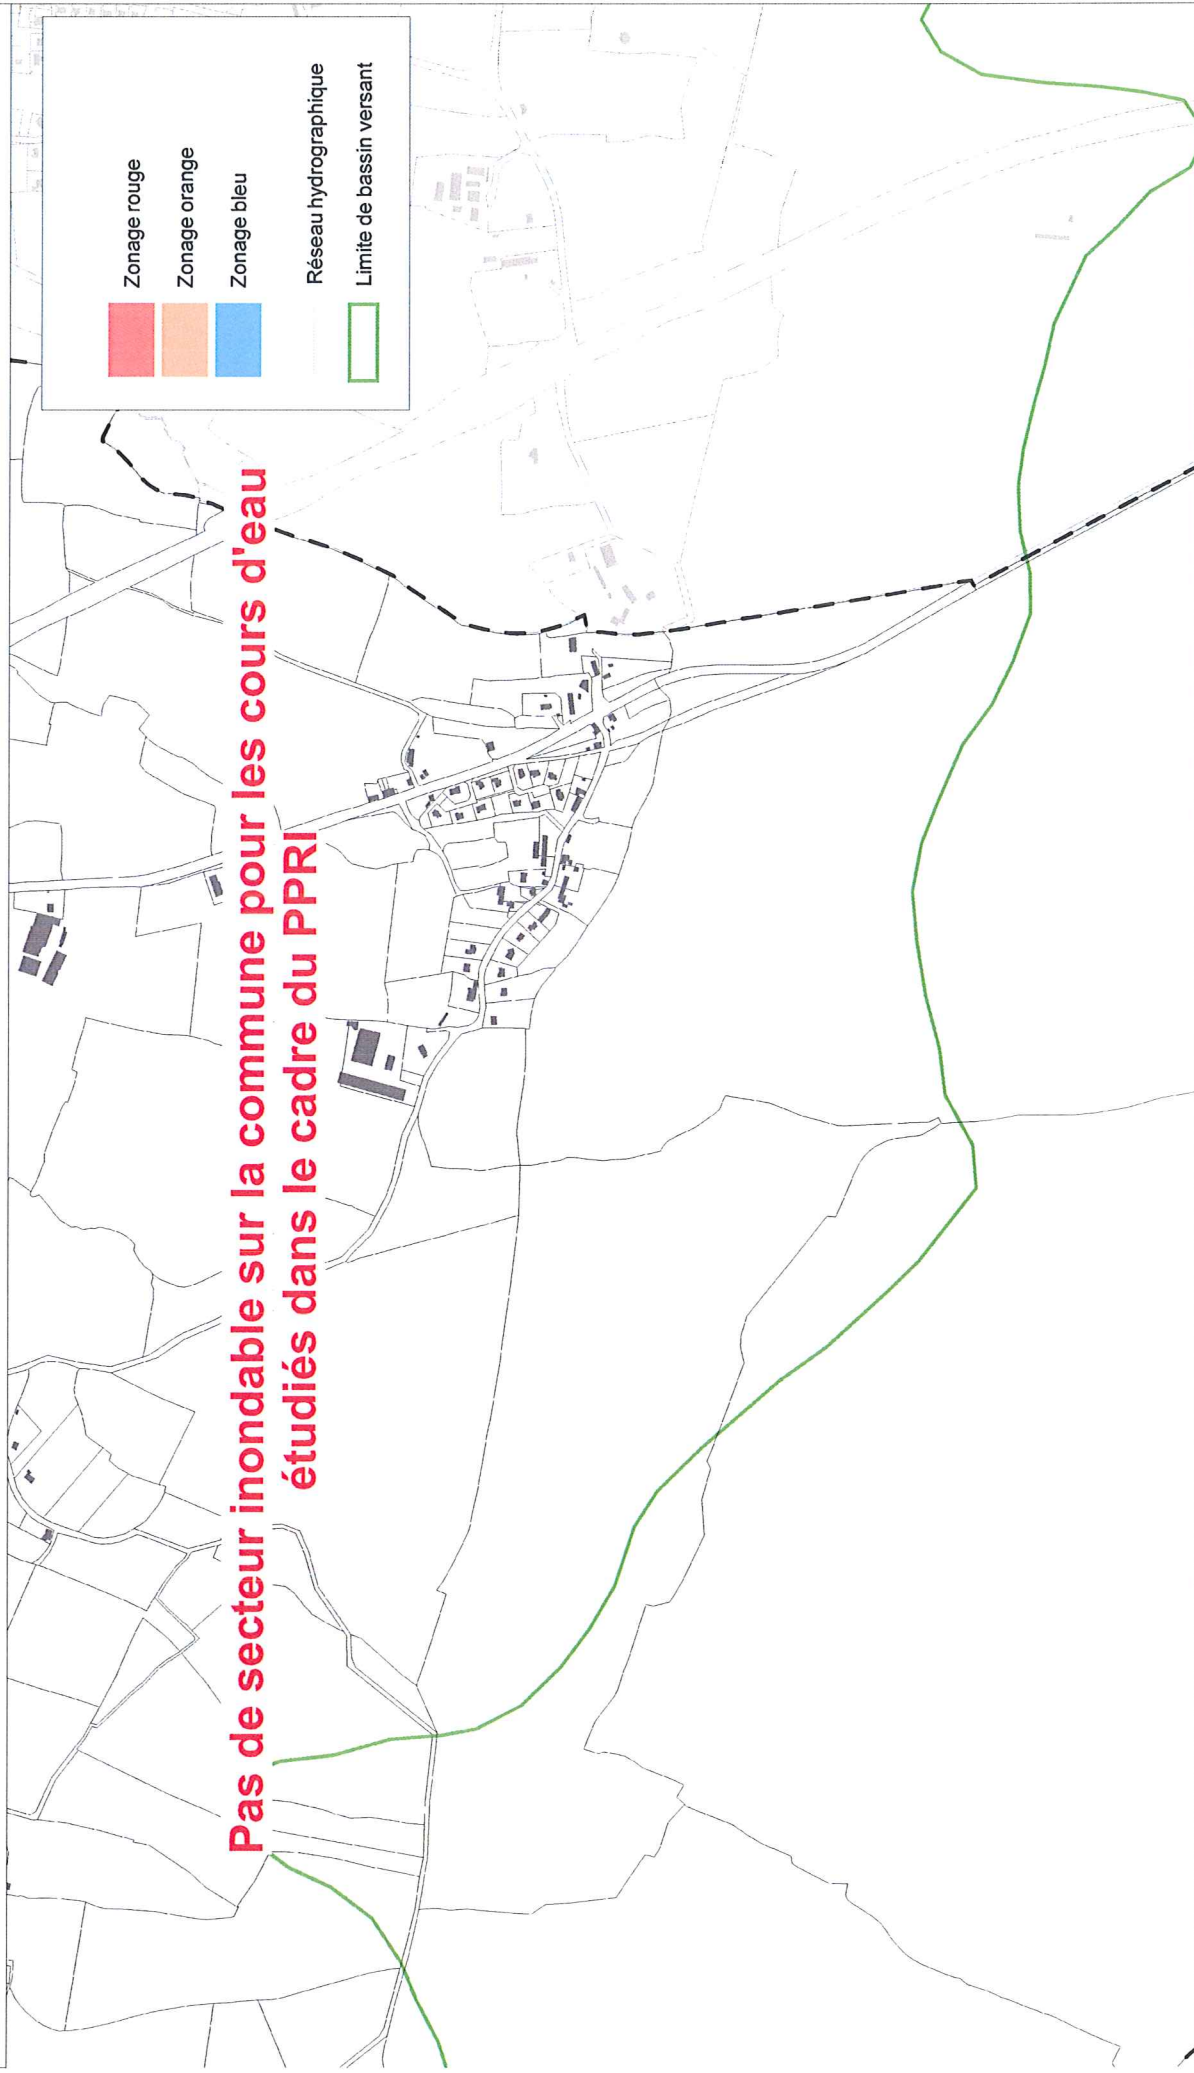 Zonage rouge
Zonage orange
Zonage bleu
Réseau hydrographique
Limite de bassin versant
Pas de secteur inondable sur la commune pour les cours d'eau
étudiés dans le cadre du PPRI